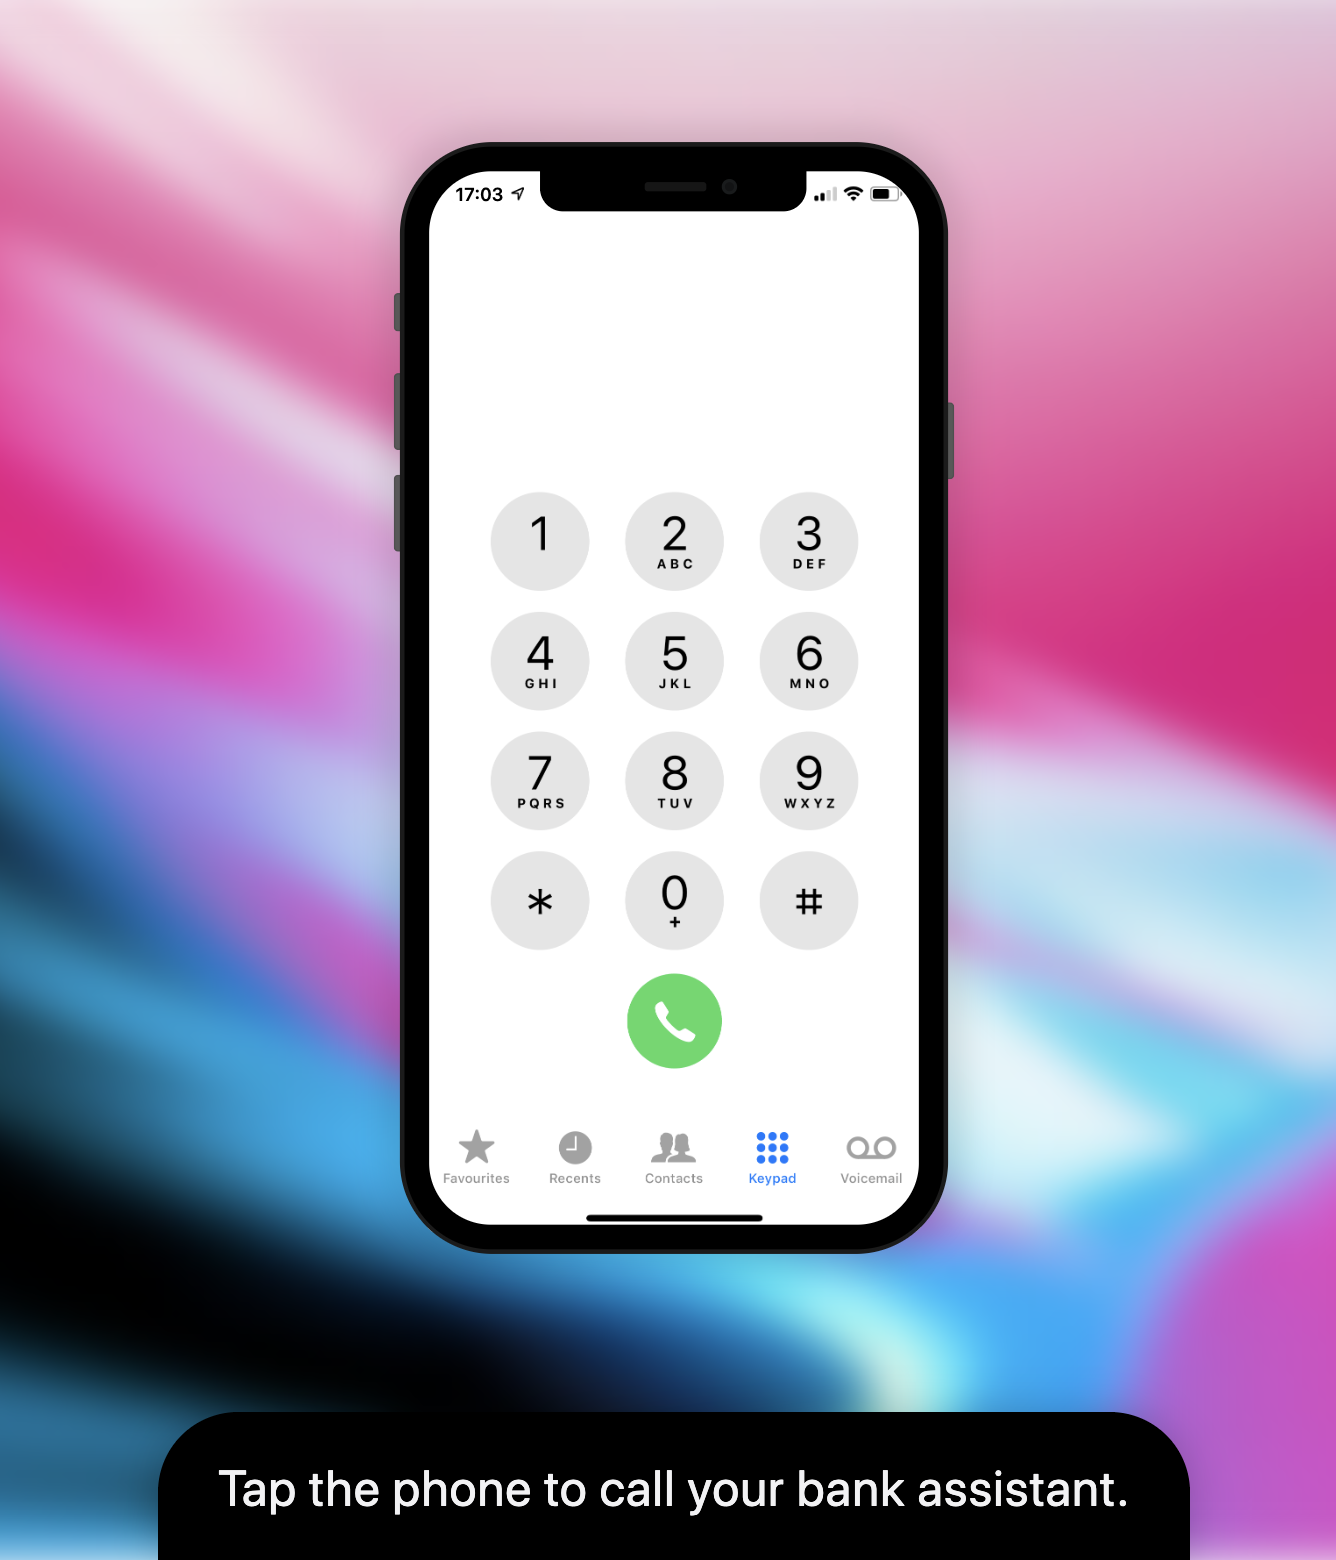 17:03
1 2 3
ABC DEF
4 5 6
GHI JKL MNO
7 8 9
PQRS TUV WXYZ
* 0 #
+
Favourites Recents Contacts Keypad Voicemail
Tap the phone to call your bank assistant.